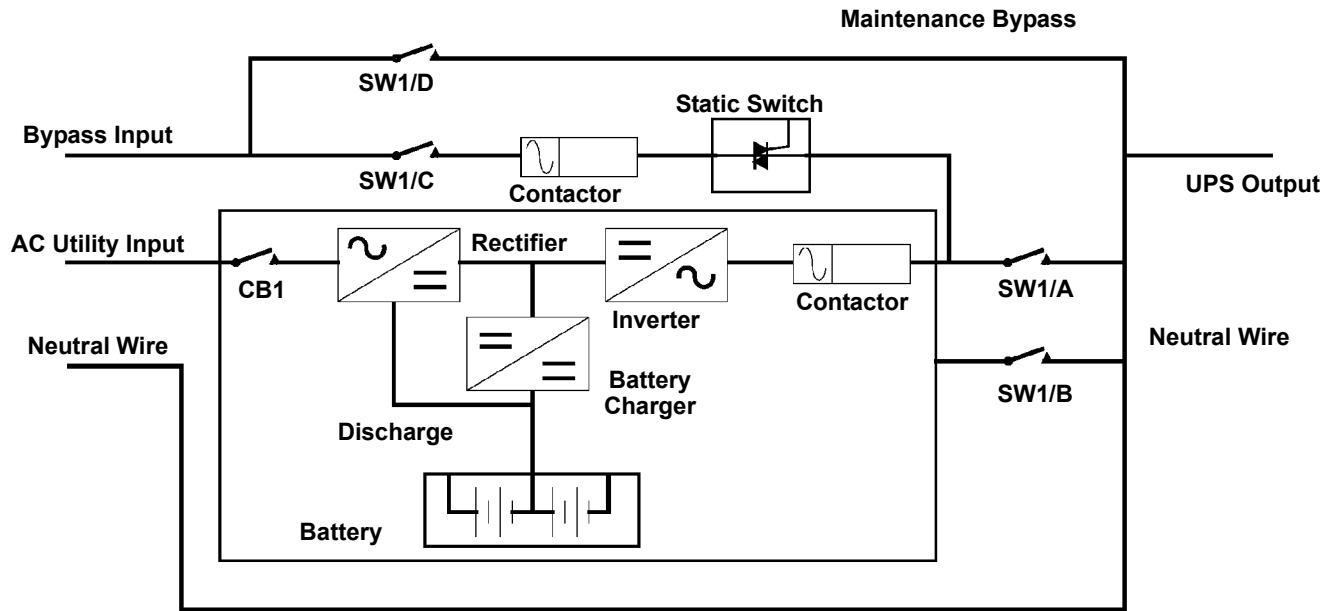 Maintenance Bypass
SW1/D
Static Switch
Bypass Input
SW1/C
Contactor
UPS Output
AC Utility Input
CB1
Rectifier
Inverter
Contactor
SW1/A
Neutral Wire
Neutral Wire
Battery
Charger
SW1/B
Discharge
Battery